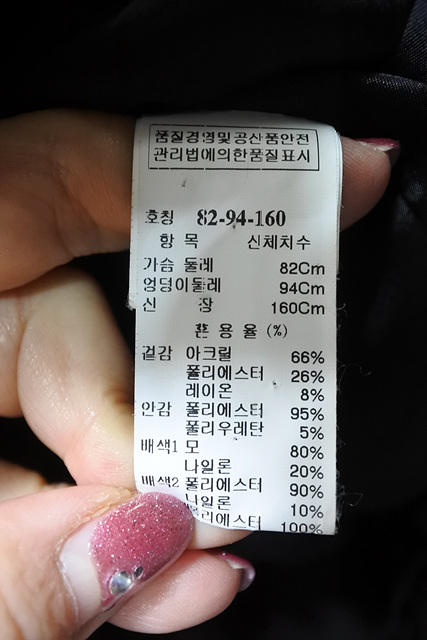 품질경영및공산품안전
관리법에의한품질표시
호칭 82-94-160
항 목 신체치수
가슴 둘레 82Cm
엉덩이둘레 94Cm
신 장 160Cm
혼 용 율 (%)
겉감 아크릴 66%
폴리에스터 26%
레이온 8%
안감 폴리에스터 95%
폴리우레탄 5%
배색1 모 80%
나일론 20%
배색2 폴리에스터 90%
나일론 10%
폴리에스터 100%